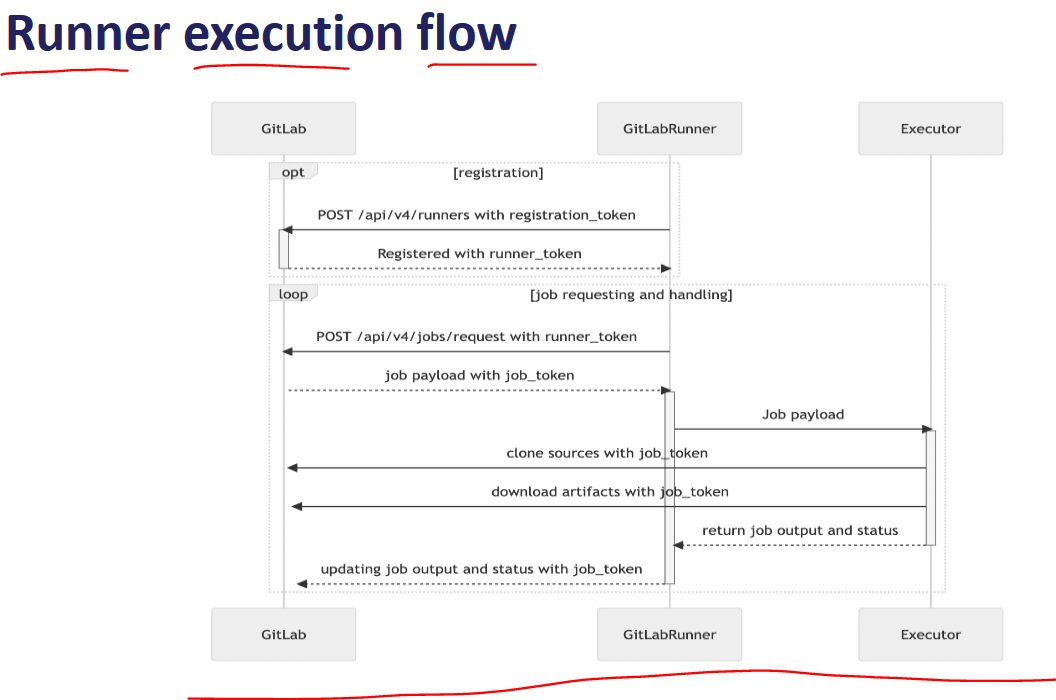 Runner execution flow
GitLab
GitLabRunner
Executor
opt
[registration]
POST /api/v4/runners with registration_token
Registered with runner_token
loop
[job requesting and handling]
POST /api/v4/jobs/request with runner_token
job payload with job_token
Job payload
clone sources with job_token
download artifacts with job_token
return job output and status
updating job output and status with job_token
GitLab
GitLabRunner
Executor